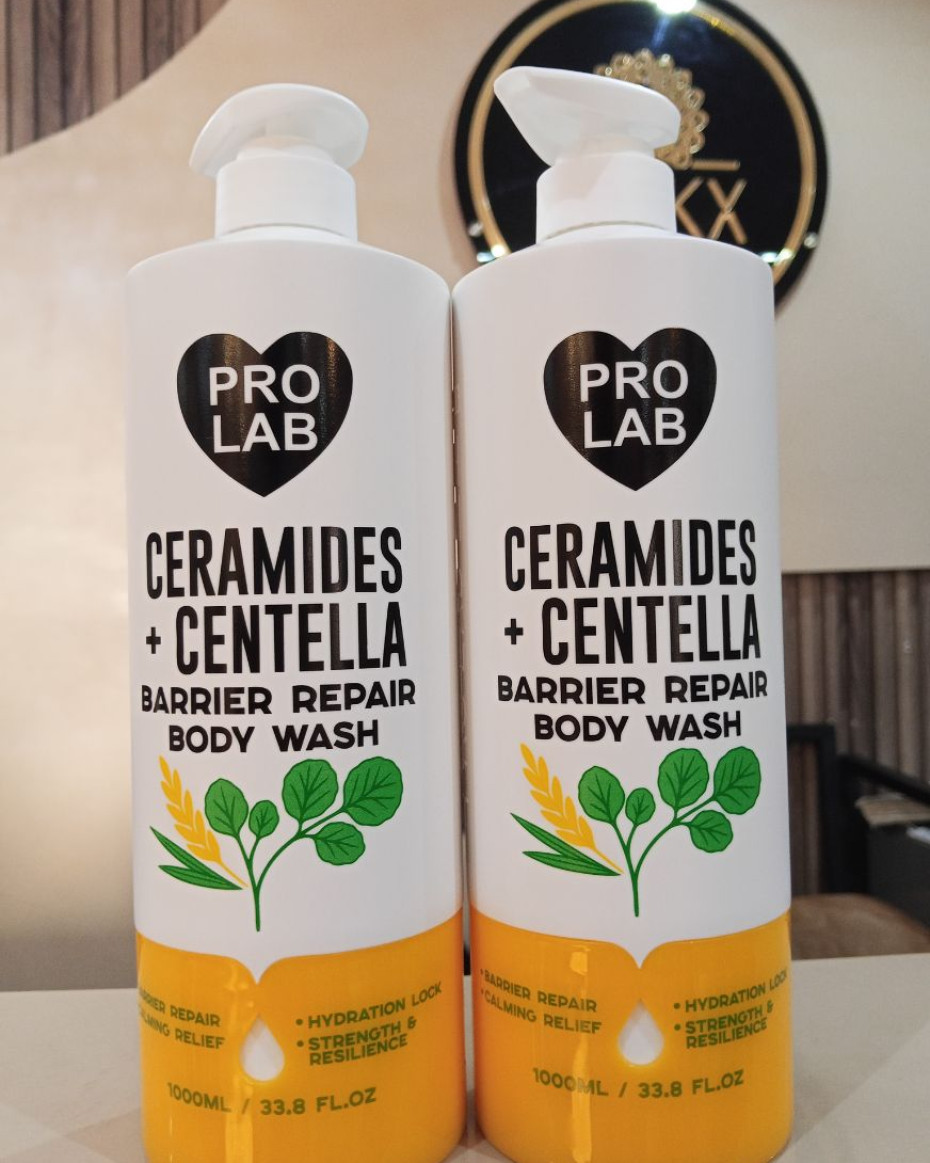 PRO
LAB
CERAMIDES
+ CENTELLA
BARRIER REPAIR
BODY WASH
BARRIER REPAIR
CALMING RELIEF
• HYDRATION LOCK
• STRENGTH &
RESILIENCE
1000ML / 33.8 FL.OZ
PRO
LAB
CERAMIDES
+ CENTELLA
BARRIER REPAIR
BODY WASH
• BARRIER REPAIR
• CALMING RELIEF
• HYDRATION LOCK
• STRENGTH &
RESILIENCE
1000ML / 33.8 FL.OZ